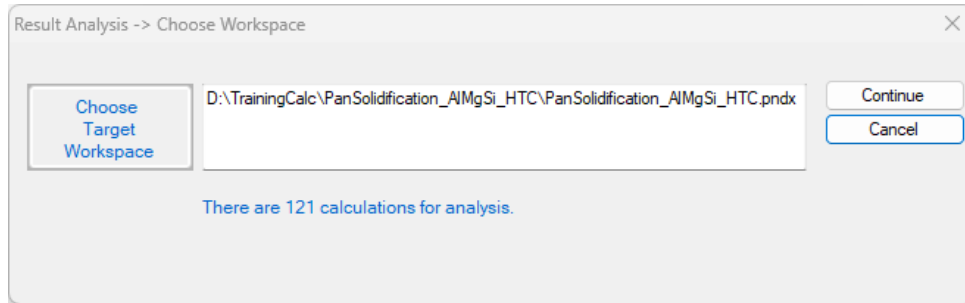 Result Analysis -> Choose Workspace
Choose
Target
Workspace
D:\TrainingCalc\PanSolidification_AlMgSi_HTC\PanSolidification_AlMgSi_HTC.pndx
Continue
Cancel
There are 121 calculations for analysis.